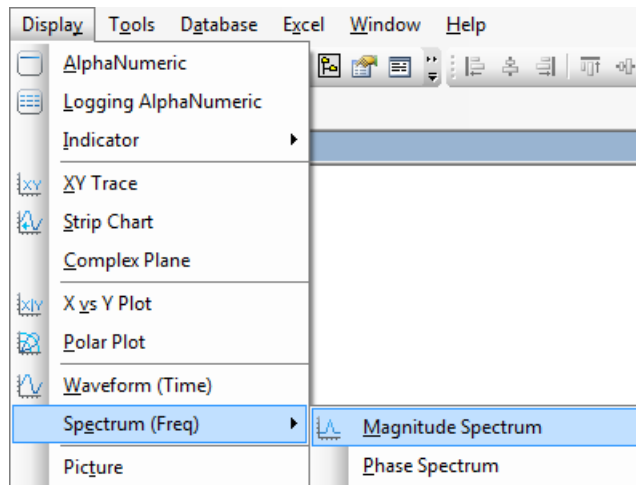 Display Tools Database Excel Window Help
AlphaNumeric
Logging AlphaNumeric
Indicator
XY Trace
Strip Chart
Complex Plane
X vs Y Plot
Polar Plot
Waveform (Time)
Spectrum (Freq) Magnitude Spectrum
Picture Phase Spectrum